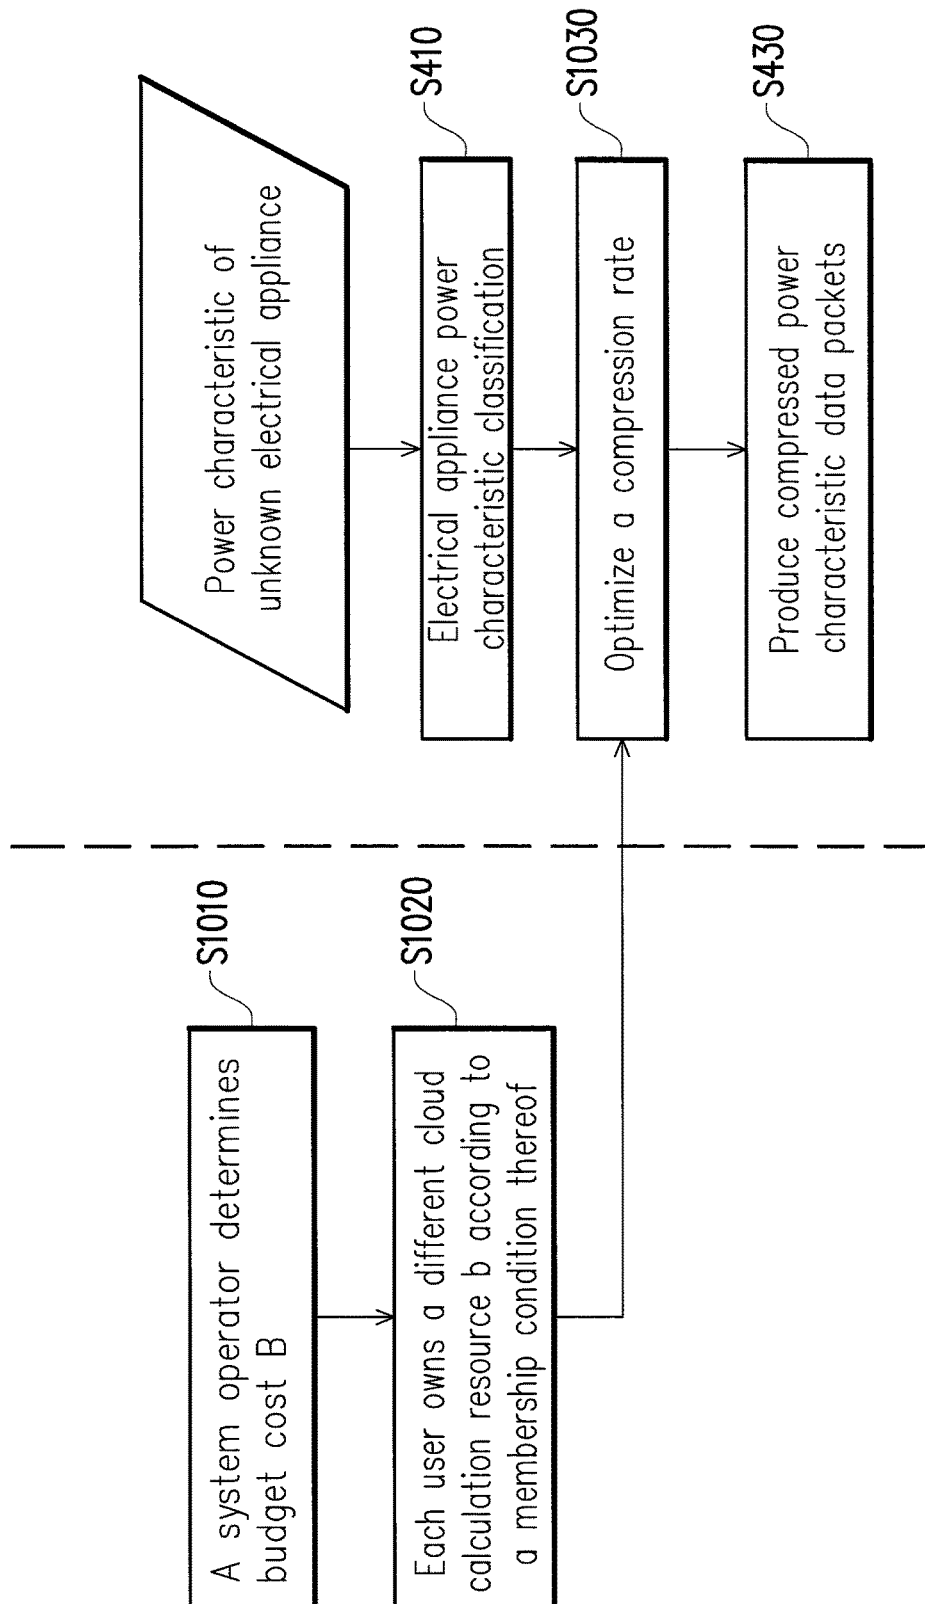 A system operator determines
budget cost B
S1010
Each user owns a different cloud
calculation resource b according to
a membership condition thereof
S1020
Power characteristic of
unknown electrical appliance
Electrical appliance power
characteristic classification
S410
Optimize a compression rate
S1030
Produce compressed power
characteristic data packets
S430